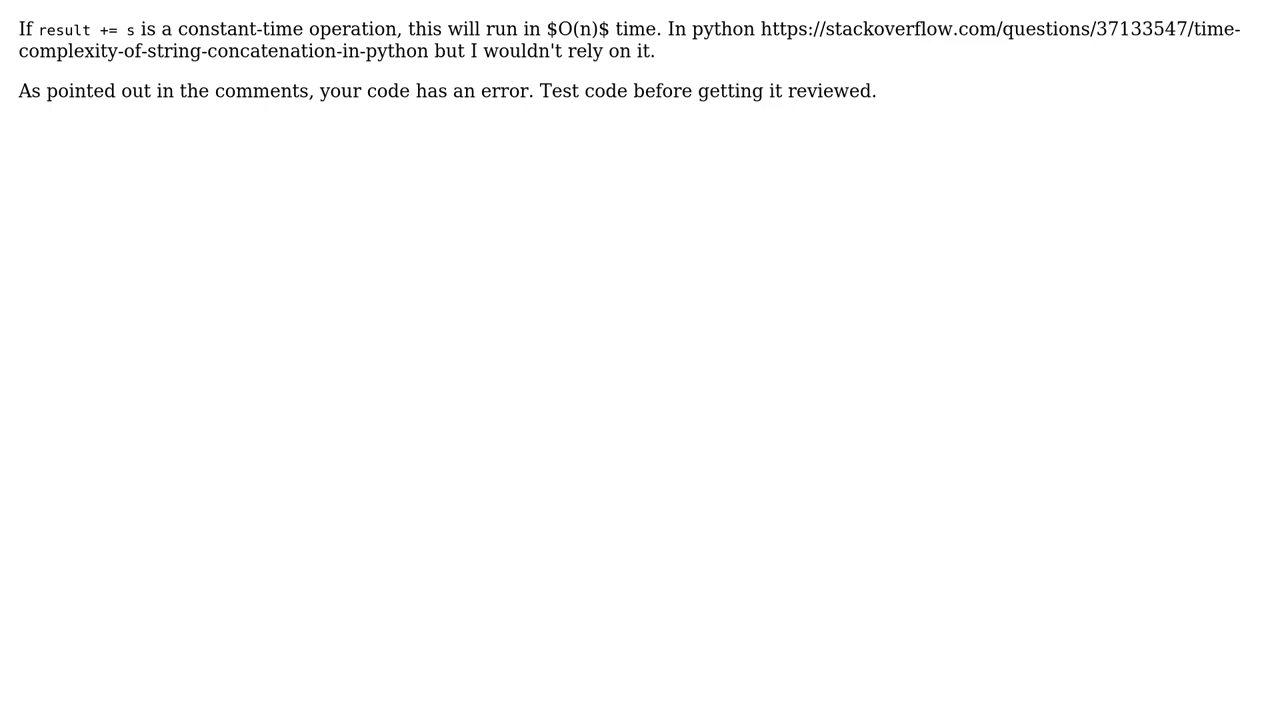 If result += s is a constant-time operation, this will run in $O(n)$ time. In python https://stackoverflow.com/questions/37133547/time-
complexity-of-string-concatenation-in-python but I wouldn't rely on it.
As pointed out in the comments, your code has an error. Test code before getting it reviewed.